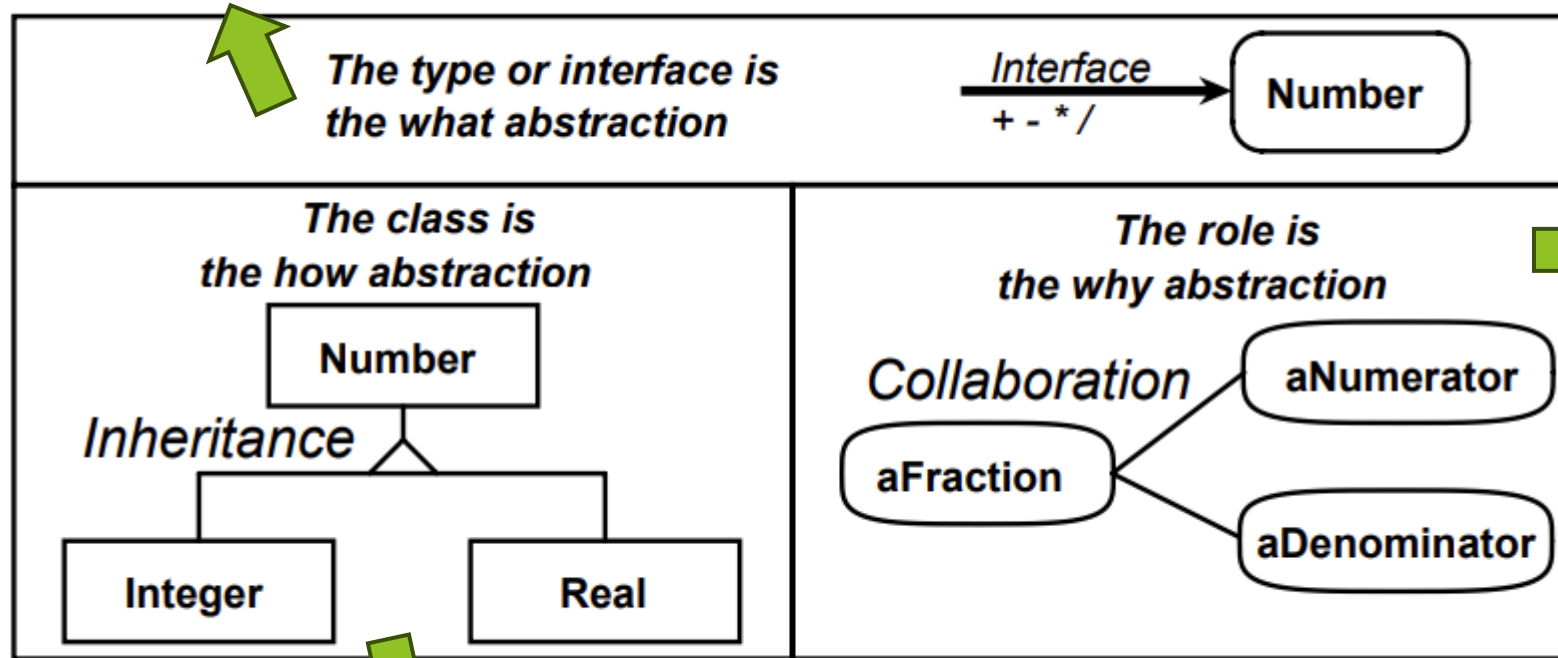 The type or interface is
the what abstraction
Interface
+ - * /
Number
The class is
the how abstraction
Number
Inheritance
Integer
Real
The role is
the why abstraction
Collaboration
aNumerator
aFraction
aDenominator